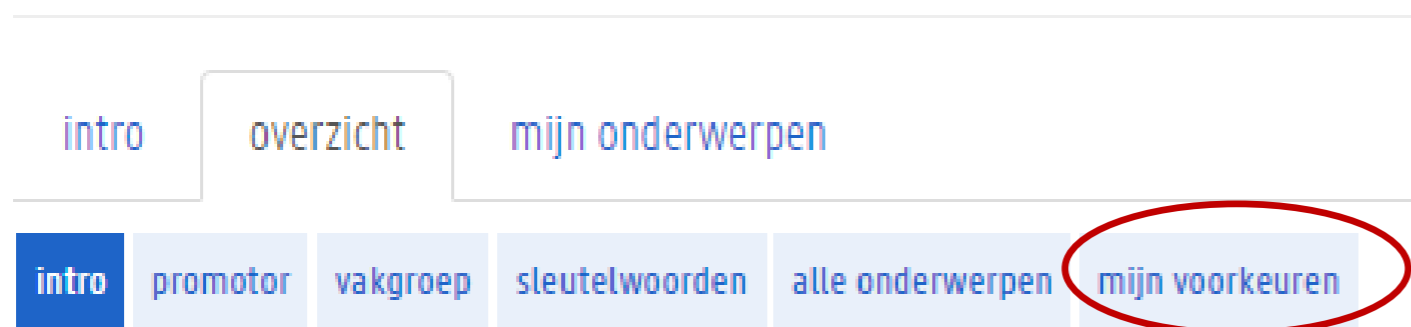 intro overzicht mijn onderwerpen
intro promotor vakgroep sleutelwoorden alle onderwerpen mijn voorkeuren